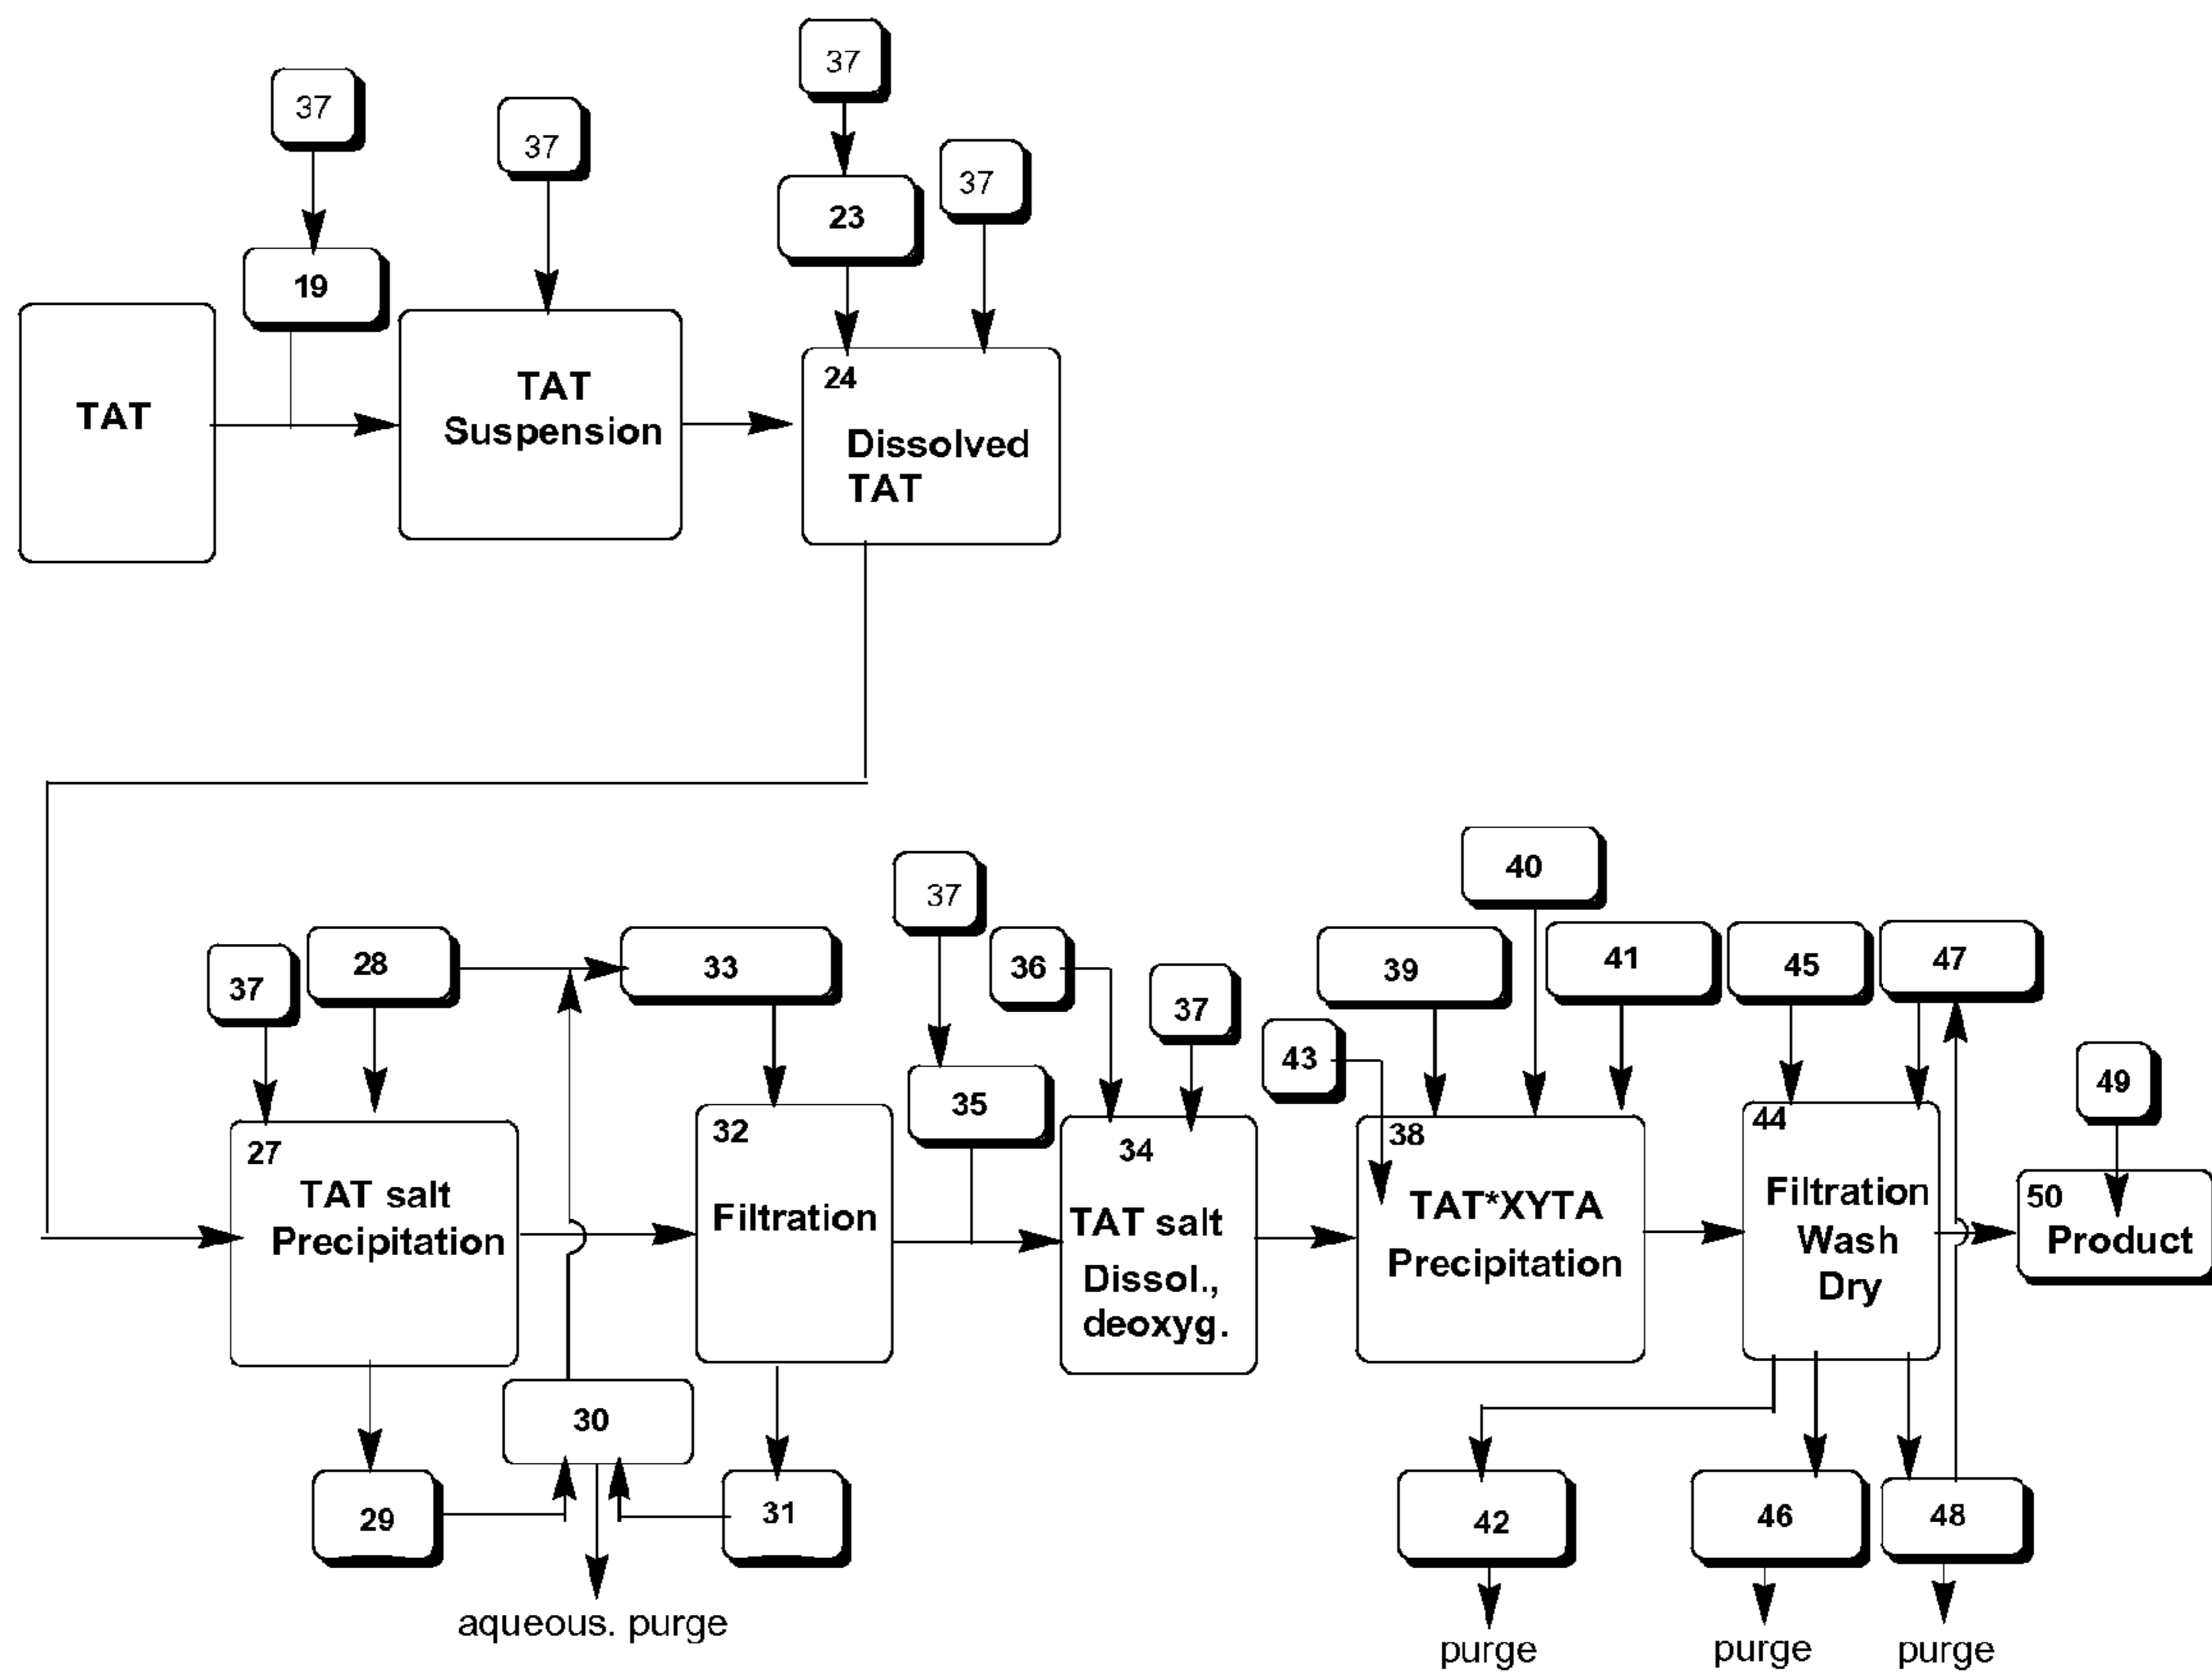 37
37
37
37
19
23
TAT
TAT
Suspension
24
Dissolved
TAT
37
28
33
37
36
37
35
40
39
41
43
45
47
49
27
TAT salt
Precipitation
32
Filtration
34
TAT salt
Dissol.,
deoxyg.
38
TAT*XYTA
Precipitation
44
Filtration
Wash
Dry
50
Product
30
29
31
aqueous. purge
42
46
48
purge
purge
purge